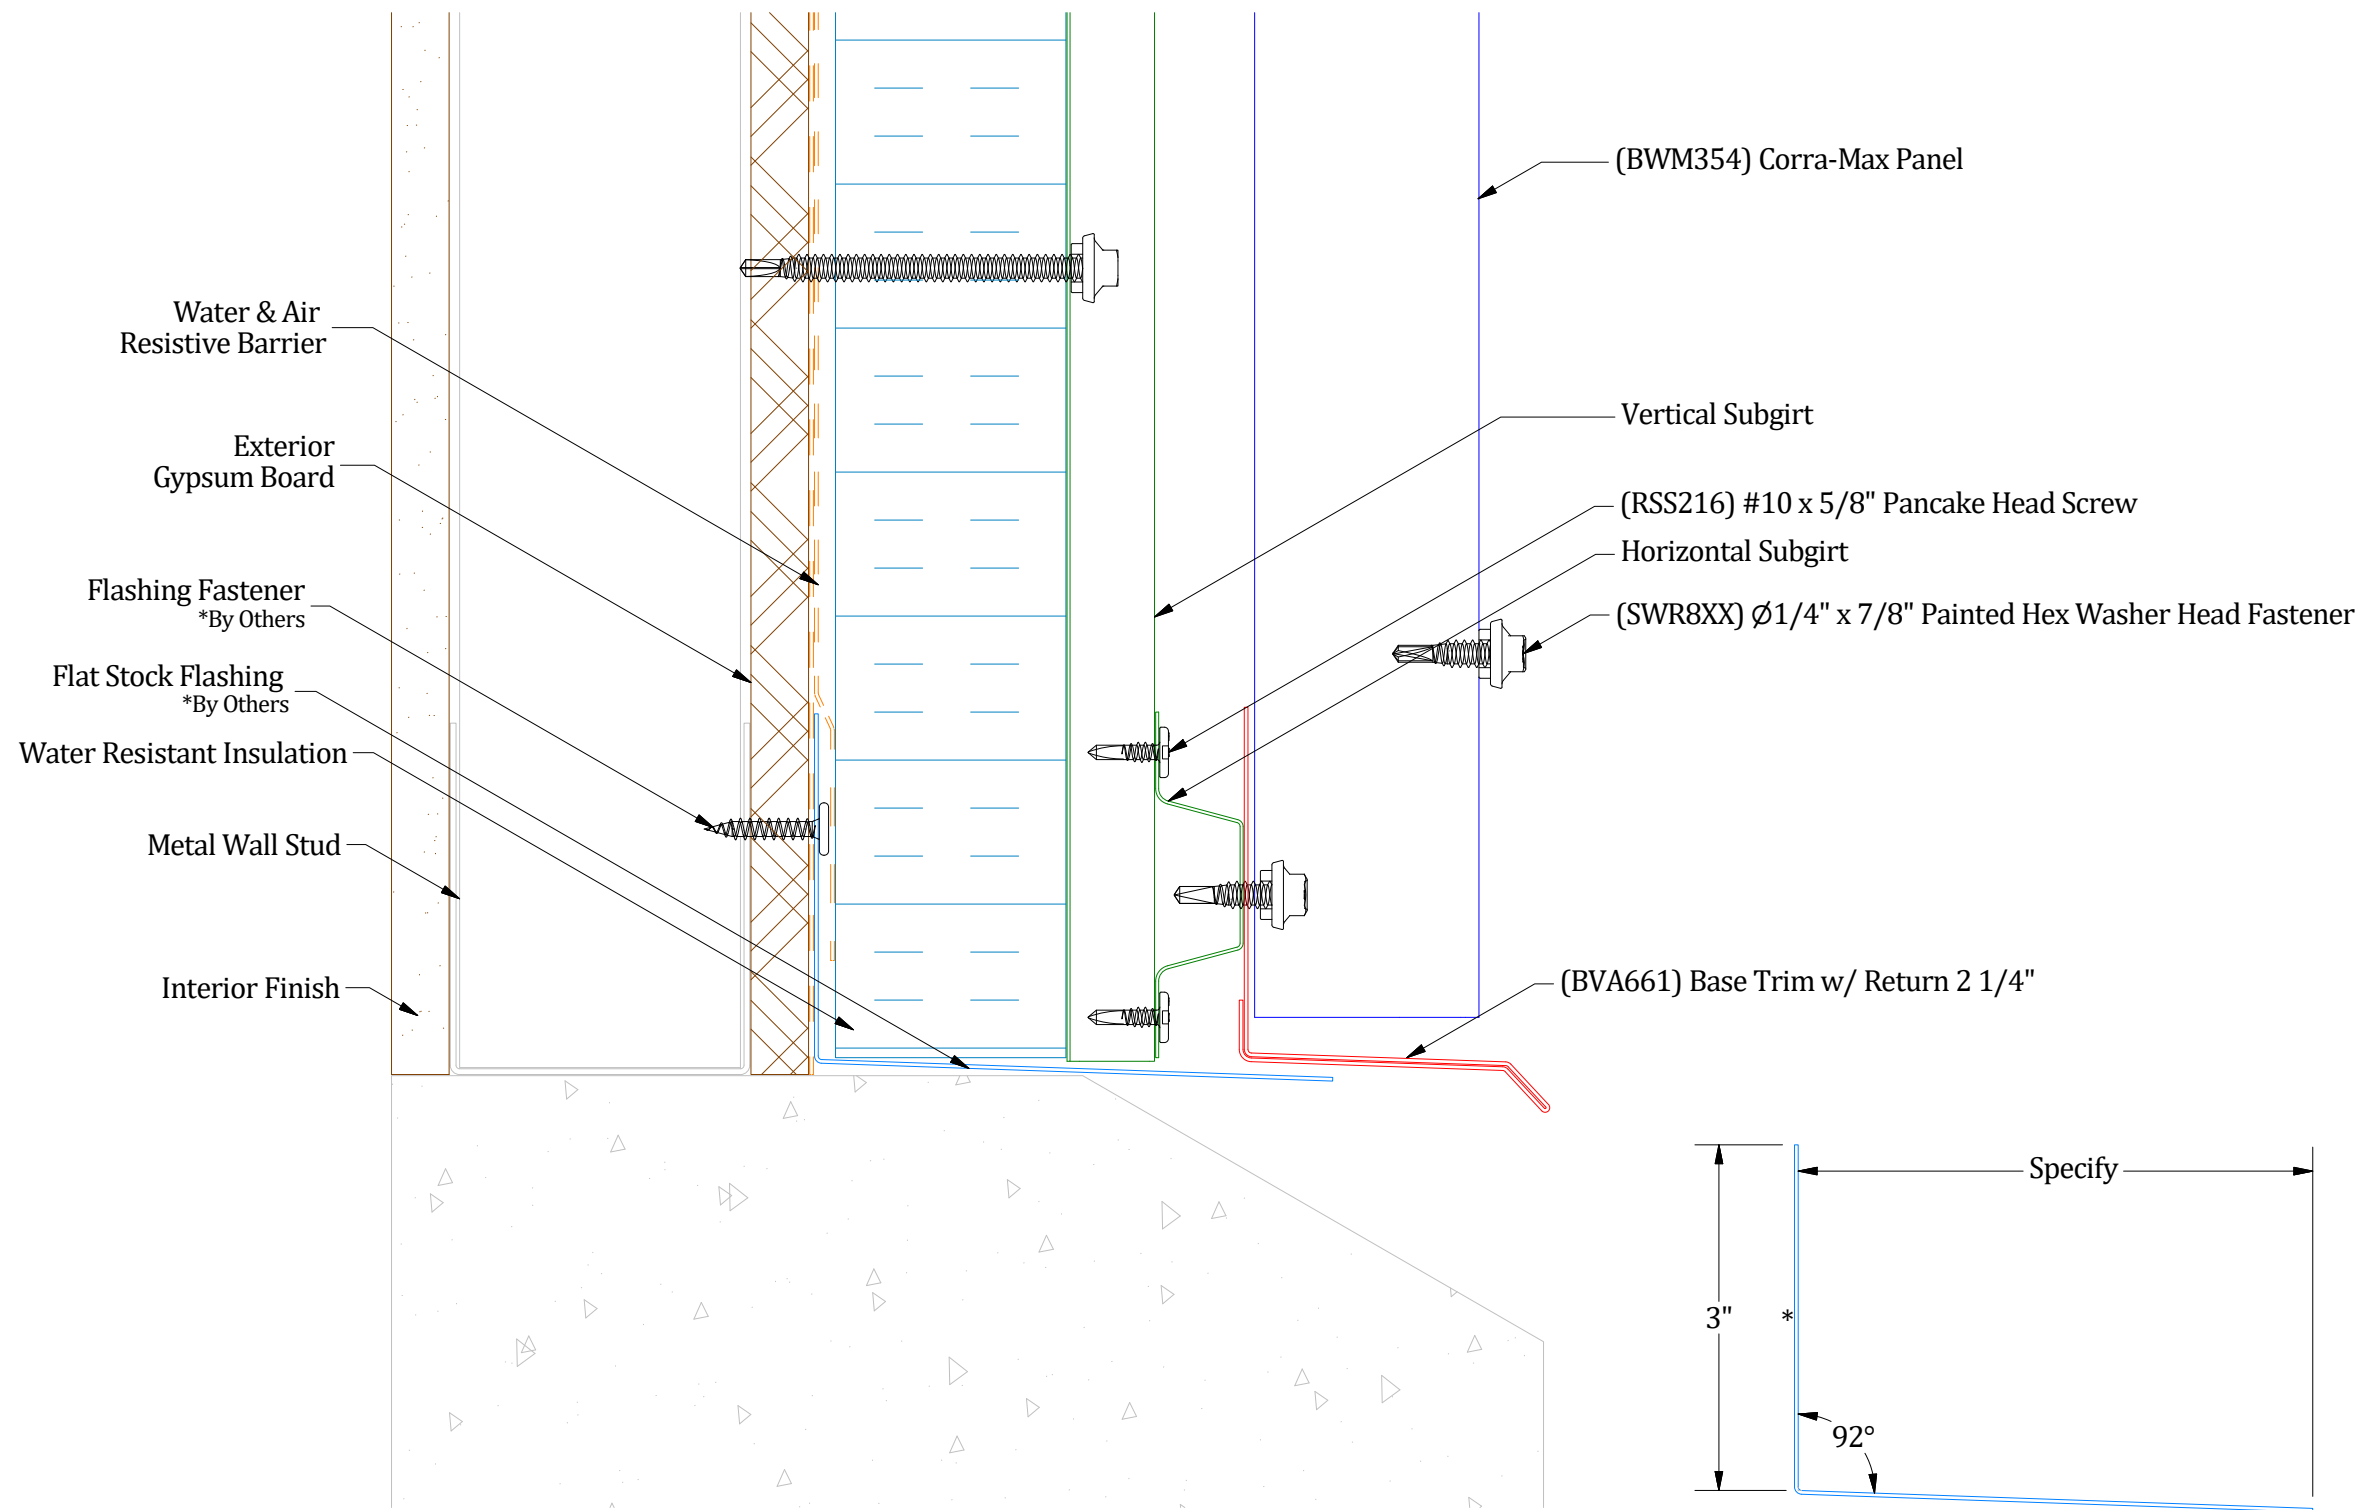 (BWM354) Corra-Max Panel
Water & Air
Resistive Barrier
Vertical Subgirt
Exterior
Gypsum Board
(RSS216) #10 x 5/8" Pancake Head Screw
Horizontal Subgirt
Flashing Fastener
*By Others
(SWR8XX) Ø1/4" x 7/8" Painted Hex Washer Head Fastener
Flat Stock Flashing
*By Others
Water Resistant Insulation
Metal Wall Stud
Interior Finish
(BVA661) Base Trim w/ Return 2 1/4"
Specify
3"
*
92°